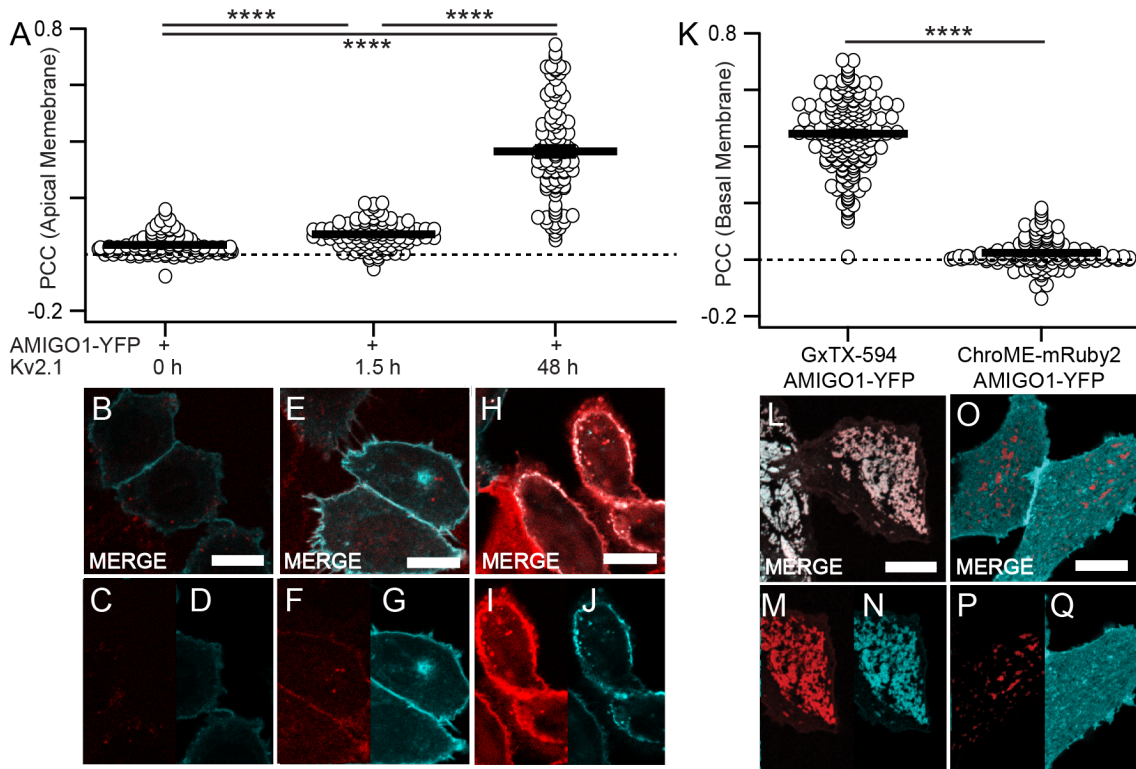 A
K
****
****
****
****
0.8
-0.2
PCC (Apical Memebrane)
AMIGO1-YFP + + +
Kv2.1 0 h 1.5 h 48 h
0.8
-0.2
PCC (Basal Membrane)
GxTX-594
AMIGO1-YFP
ChroME-mRuby2
AMIGO1-YFP
B
MERGE
E
MERGE
H
MERGE
L
MERGE
O
MERGE
C
D
F
G
I
J
M
N
P
Q